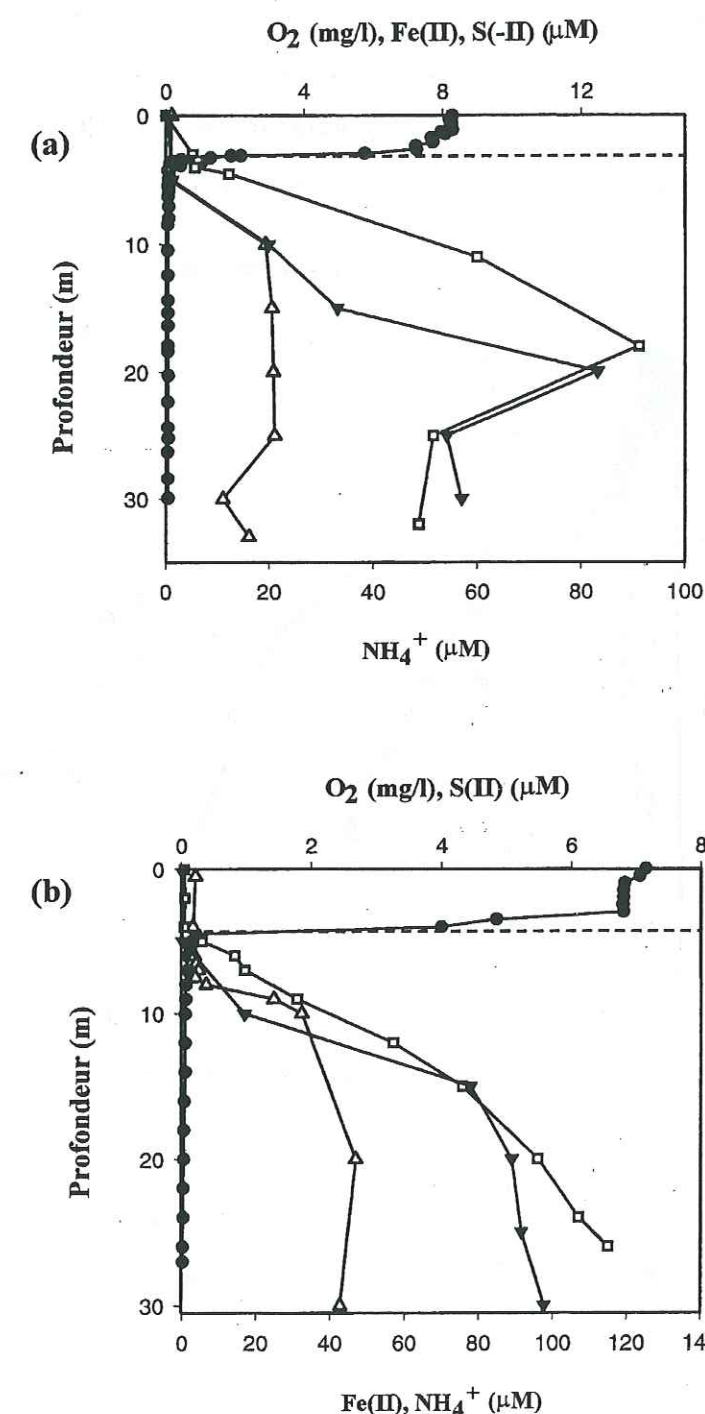 O2 (mg/l), Fe(II), S(-II) (µM)
0 4 8 12
(a)
0
10
20
30
Profondeur (m)
0 20 40 60 80 100
NH4+ (µM)
O2 (mg/l), S(II) (µM)
0 2 4 6 8
(b)
0
10
20
30
Profondeur (m)
0 20 40 60 80 100 120 14
Fe(II), NH4+ (µM)